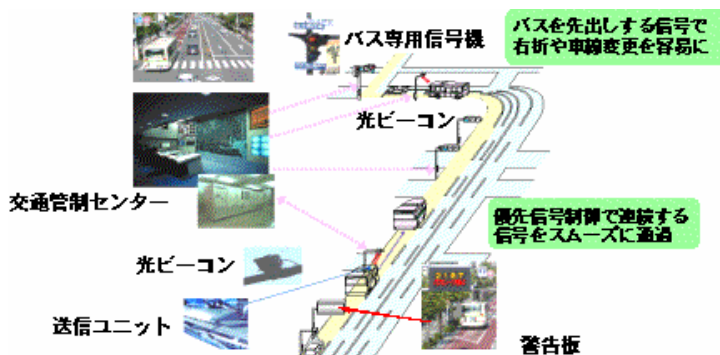 バス専用信号機
バスを先出しする信号で
右折や車線変更を容易に
光ビーコン
交通管制センター
優先信号制御で連続する
信号をスムーズに通過
光ビーコン
送信ユニット
警告板